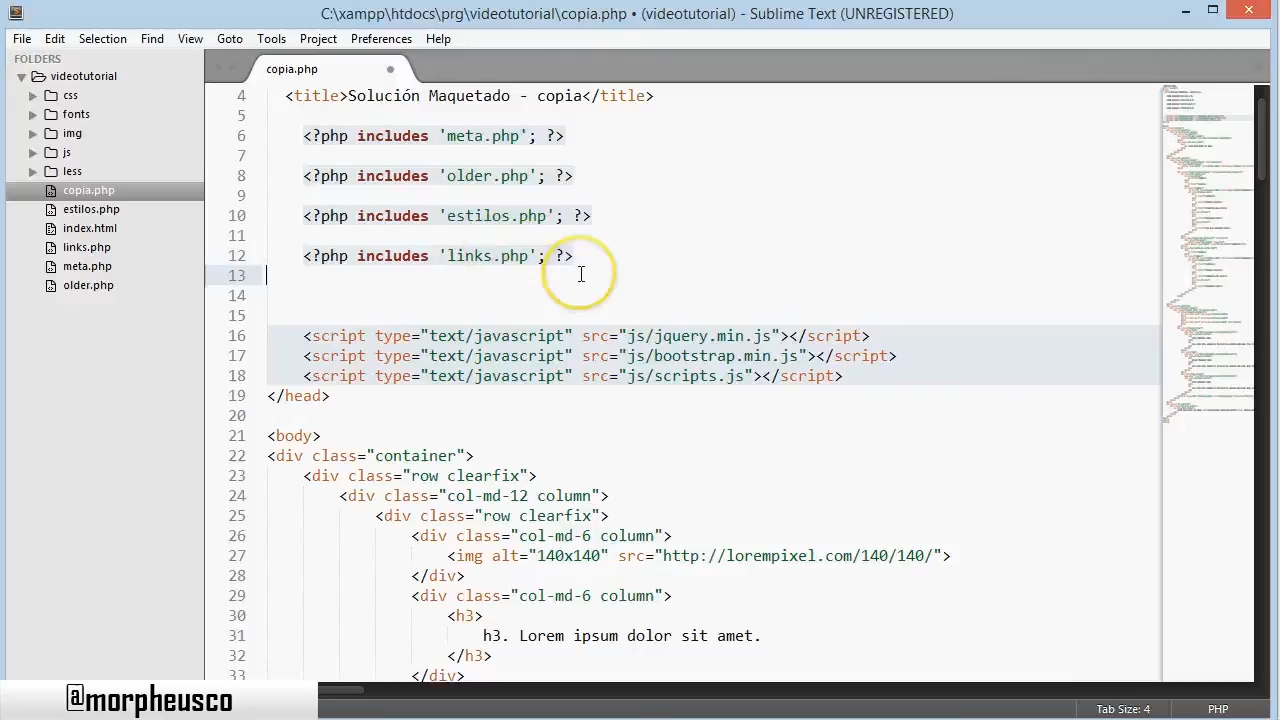 C:\xampp\htdocs\prg\videotutorial\copia.php • (videotutorial) - Sublime Text (UNREGISTERED)
File Edit Selection Find View Goto Tools Project Preferences Help
FOLDERS
videotutorial
css
fonts
img
js
less
copia.php
estilos.php
index.html
links.php
meta.php
older.php
copia.php
4 <title>Solución Maquetado - copia</title>
5
6 <?php includes 'meta.php'; ?>
7
8 <?php includes 'older.php'; ?>
9
10 <?php includes 'estilos.php'; ?>
11
12 <?php includes 'links.php'; ?>
13
14
15
16 <script type="text/javascript" src="js/jquery.min.js"></script>
17 <script type="text/javascript" src="js/bootstrap.min.js"></script>
18 <script type="text/javascript" src="js/scripts.js"></script>
19 </head>
20
21 <body>
22 <div class="container">
23 <div class="row clearfix">
24 <div class="col-md-12 column">
25 <div class="row clearfix">
26 <div class="col-md-6 column">
27 <img alt="140x140" src="http://lorempixel.com/140/140/">
28 </div>
29 <div class="col-md-6 column">
30 <h3>
31 h3. Lorem ipsum dolor sit amet.
32 </h3>
33 </div>
@morpheusco
Tab Size: 4 PHP